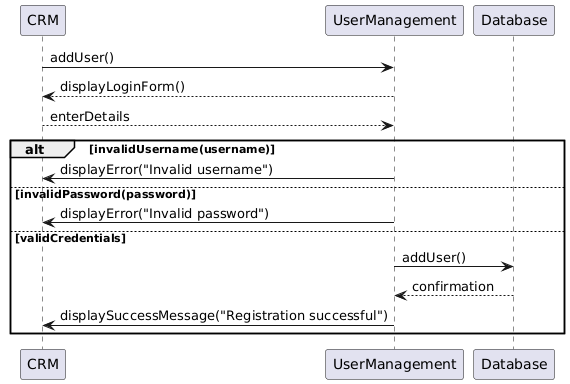 CRM UserManagement Database
addUser()
displayLoginForm()
enterDetails
alt [invalidUsername(username)]
displayError("Invalid username")
[invalidPassword(password)]
displayError("Invalid password")
[validCredentials]
addUser()
confirmation
displaySuccessMessage("Registration successful")
CRM UserManagement Database